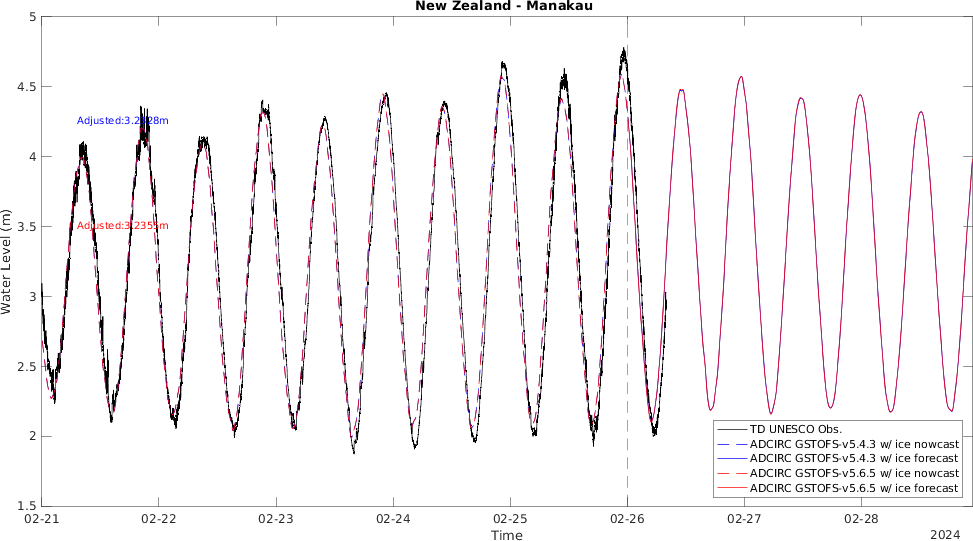 New Zealand - Manakau
5
4.5
4
3.5
3
2.5
2
1.5
Water Level (m)
Adjusted:3.2428m
Adjusted:3.2355m
TD UNESCO Obs.
ADCIRC GSTOFS-v5.4.3 w/ ice nowcast
ADCIRC GSTOFS-v5.4.3 w/ ice forecast
ADCIRC GSTOFS-v5.6.5 w/ ice nowcast
ADCIRC GSTOFS-v5.6.5 w/ ice forecast
02-21 02-22 02-23 02-24 02-25 02-26 02-27 02-28
Time
2024